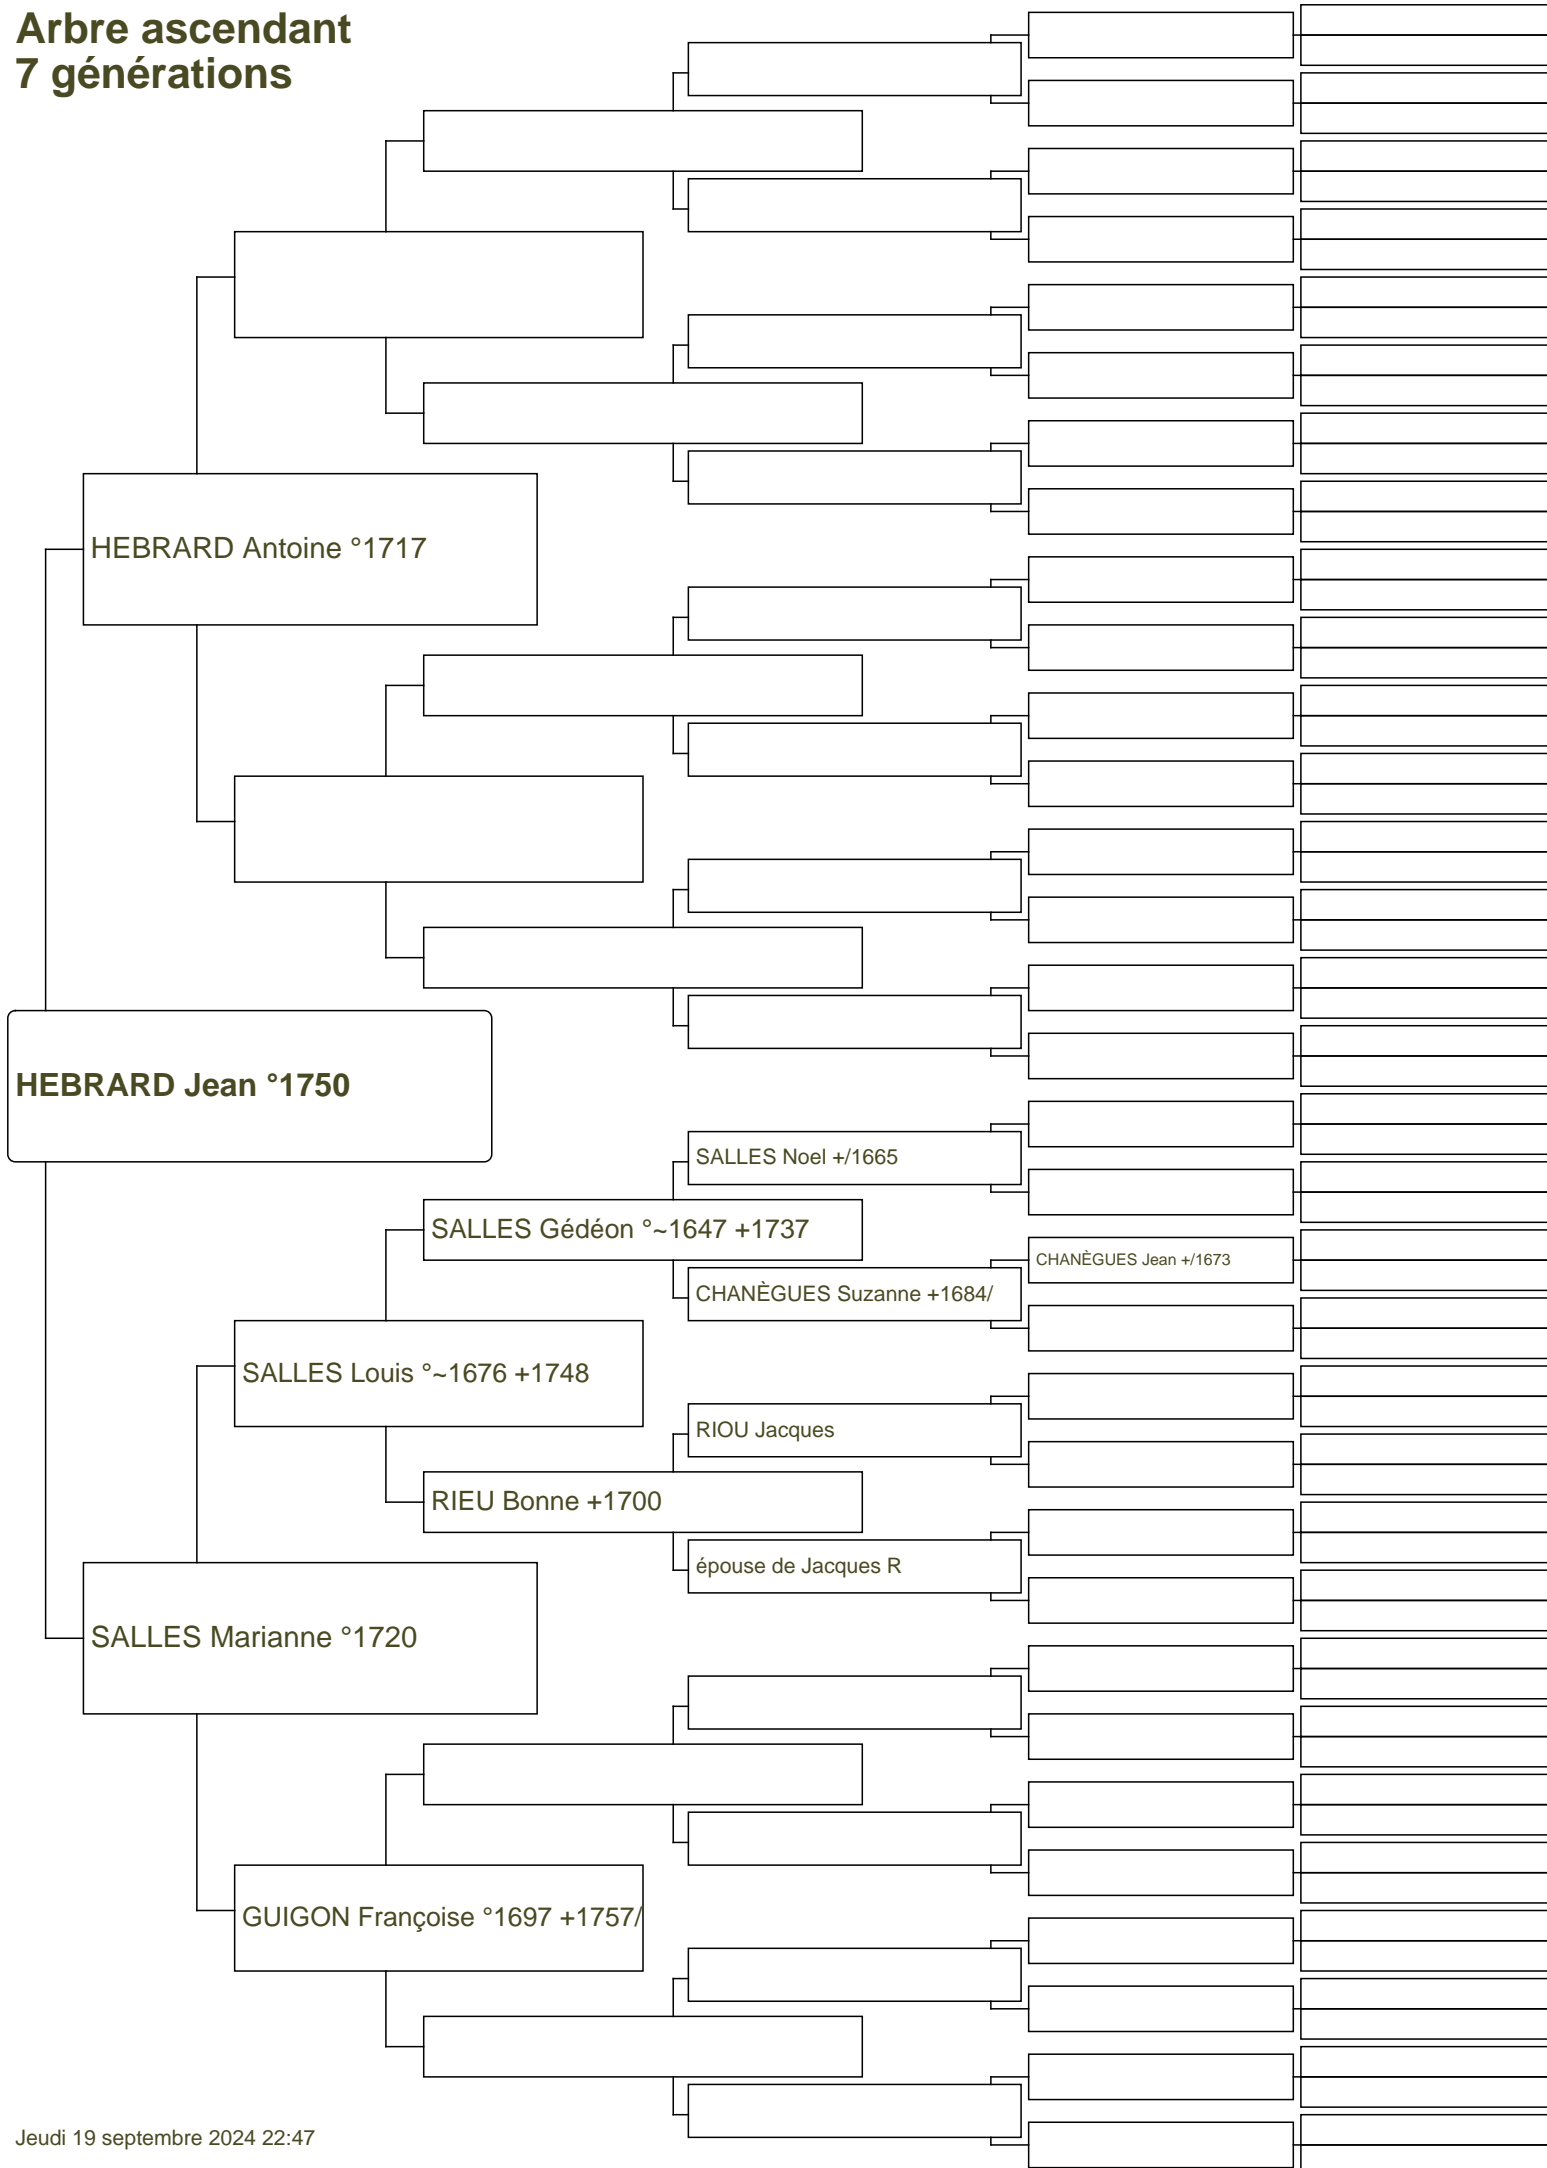 Arbre ascendant
7 générations
HEBRARD Antoine °1717
HEBRARD Jean °1750
SALLES Noel +/1665
SALLES Gédéon °~1647 +1737
CHANÈGUES Jean +/1673
CHANÈGUES Suzanne +1684/
SALLES Louis °~1676 +1748
RIOU Jacques
RIEU Bonne +1700
épouse de Jacques R
SALLES Marianne °1720
GUIGON Françoise °1697 +1757/
Jeudi 19 septembre 2024 22:47